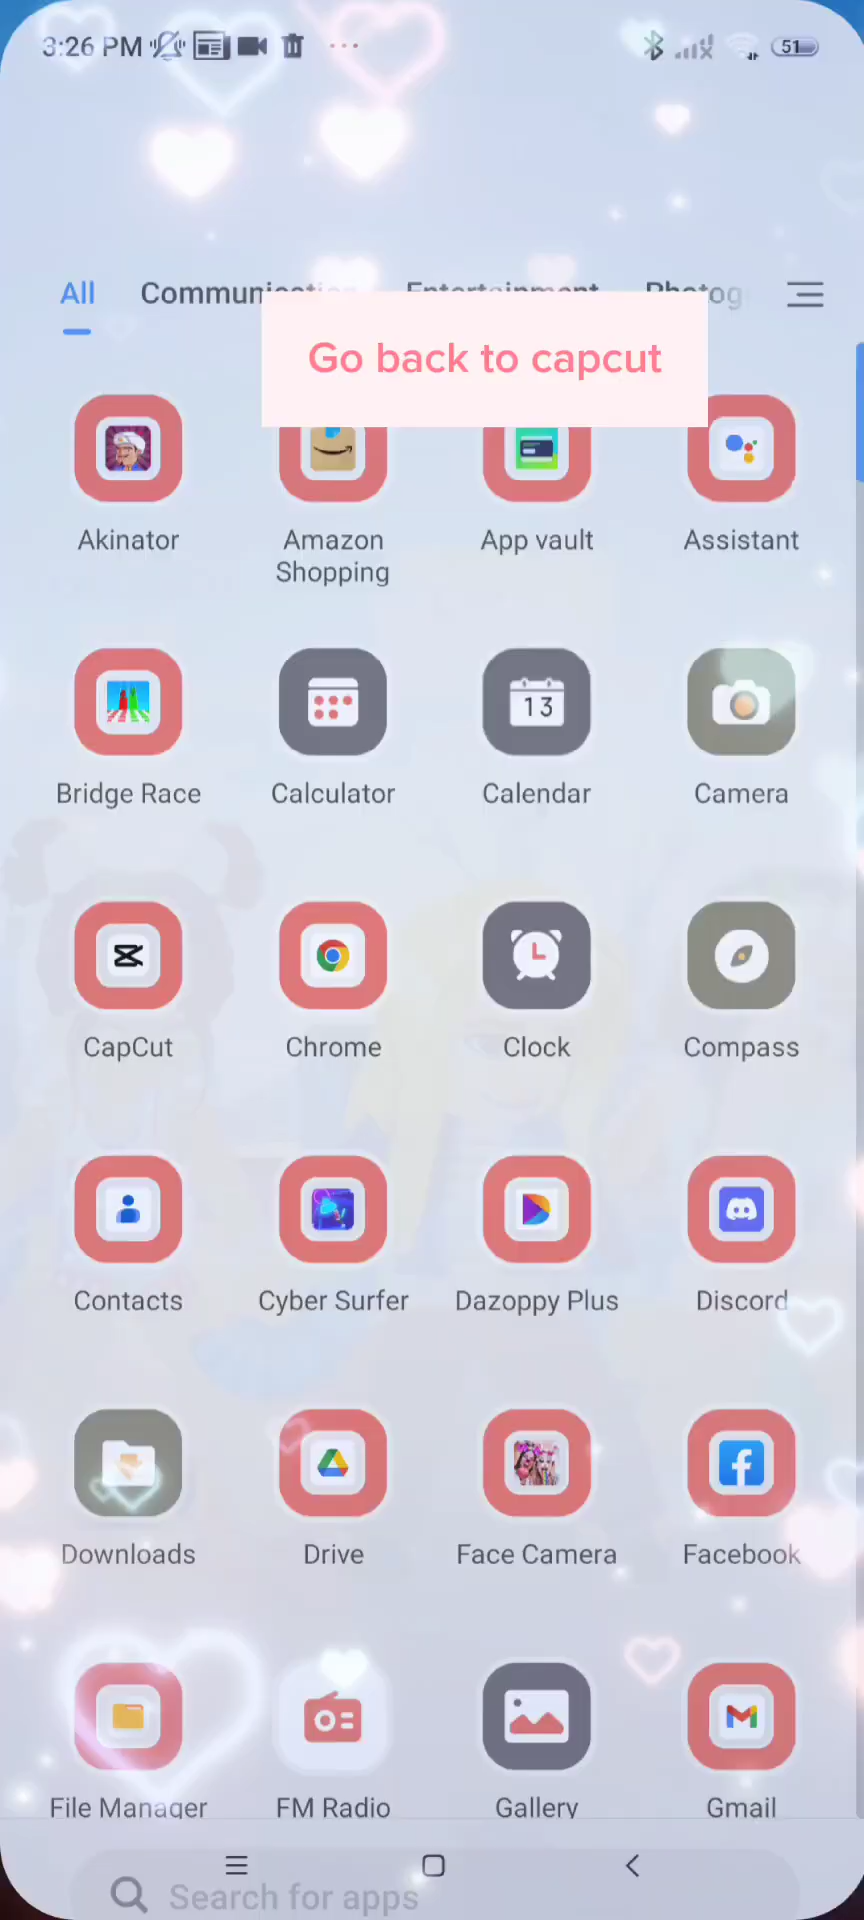 3:26 PM
51
All Communication Entertainment Photog
Go back to capcut
Akinator
Amazon
Shopping
App vault
Assistant
13
Bridge Race
Calculator
Calendar
Camera
CapCut
Chrome
Clock
Compass
Contacts
Cyber Surfer
Dazoppy Plus
Discord
Downloads
Drive
Face Camera
Facebook
File Manager
FM Radio
Gallery
Gmail
Search for apps